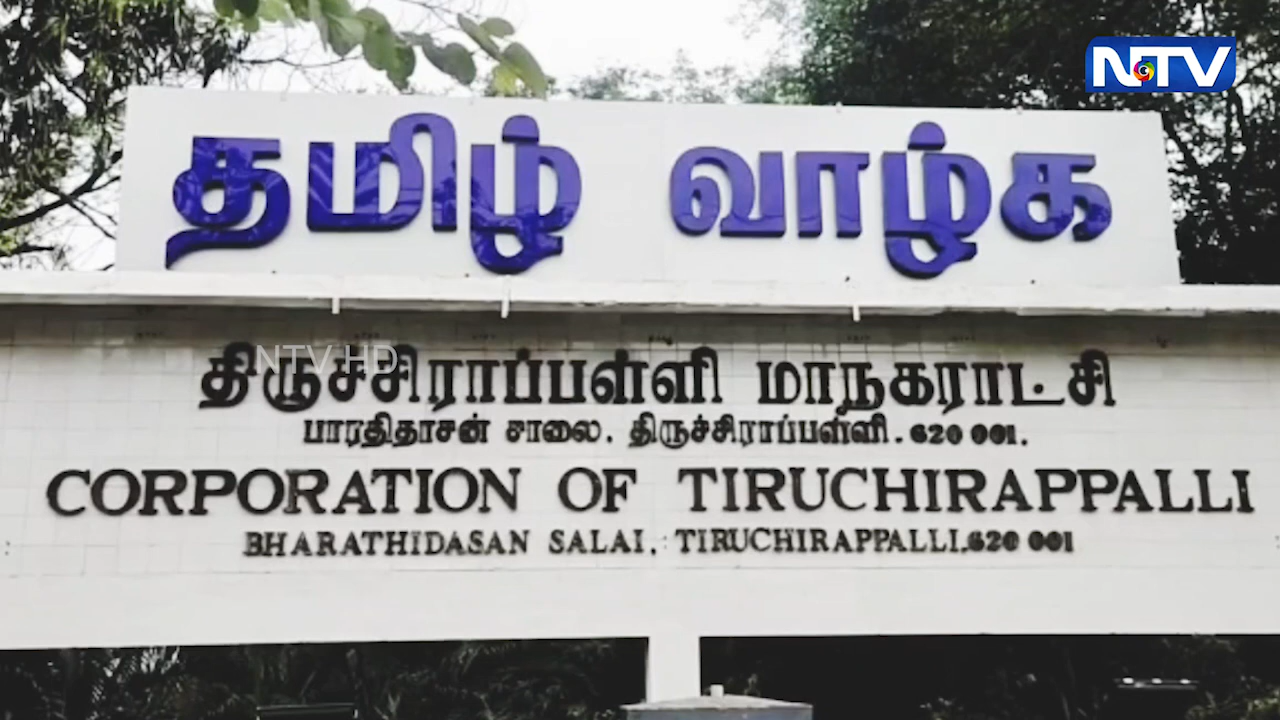 NTV
தமிழ் வாழ்க
NTV HD
திருச்சிராப்பள்ளி மாநகராட்சி
பாரதிதாசன் சாலை, திருச்சிராப்பள்ளி.620 001.
CORPORATION OF TIRUCHIRAPPALLI
BHARATHIDASAN SALAI, TIRUCHIRAPPALLI.620 001